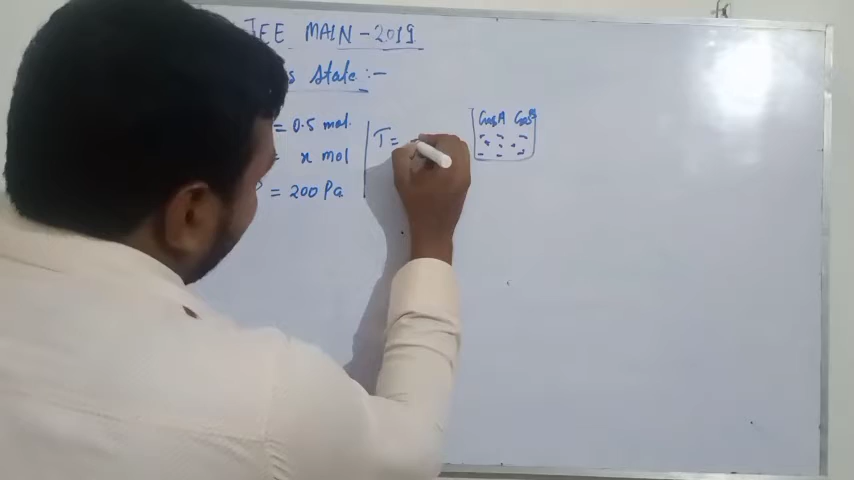 JEE MAIN - 2019
s state :-
= 0.5 mol.
= x mol
P = 200 Pa
T =
Gas A Gas B